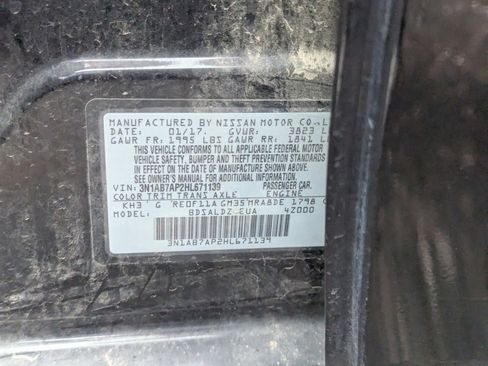 MANUFACTURED BY NISSAN MOTOR CO., L
DATE: 01/17. GVWR: 3823 L
GAWR FR: 1995 LBS GAWR RR: 1841 L
THIS VEHICLE CONFORMS TO ALL APPLICABLE FEDERAL MOTOR
VEHICLE SAFETY, BUMPER AND THEFT PREVENTION STANDARDS
IN EFFECT ON THE DATE OF MANUFACTURE SHOWN ABOVE.
SEE OWNER'S MANUAL FOR ADDITIONAL INFORMATION.
VIN: 3N1AB7AP2HL671139 PASSENGER CAR.
COLOR TRIM TRANS AXLE ENGINE
KH3 G RE0F11A GM35 MRA8DE 1798 C
MODEL: BDSALDZ EUA 4Z000
3N1AB7AP2HL671139